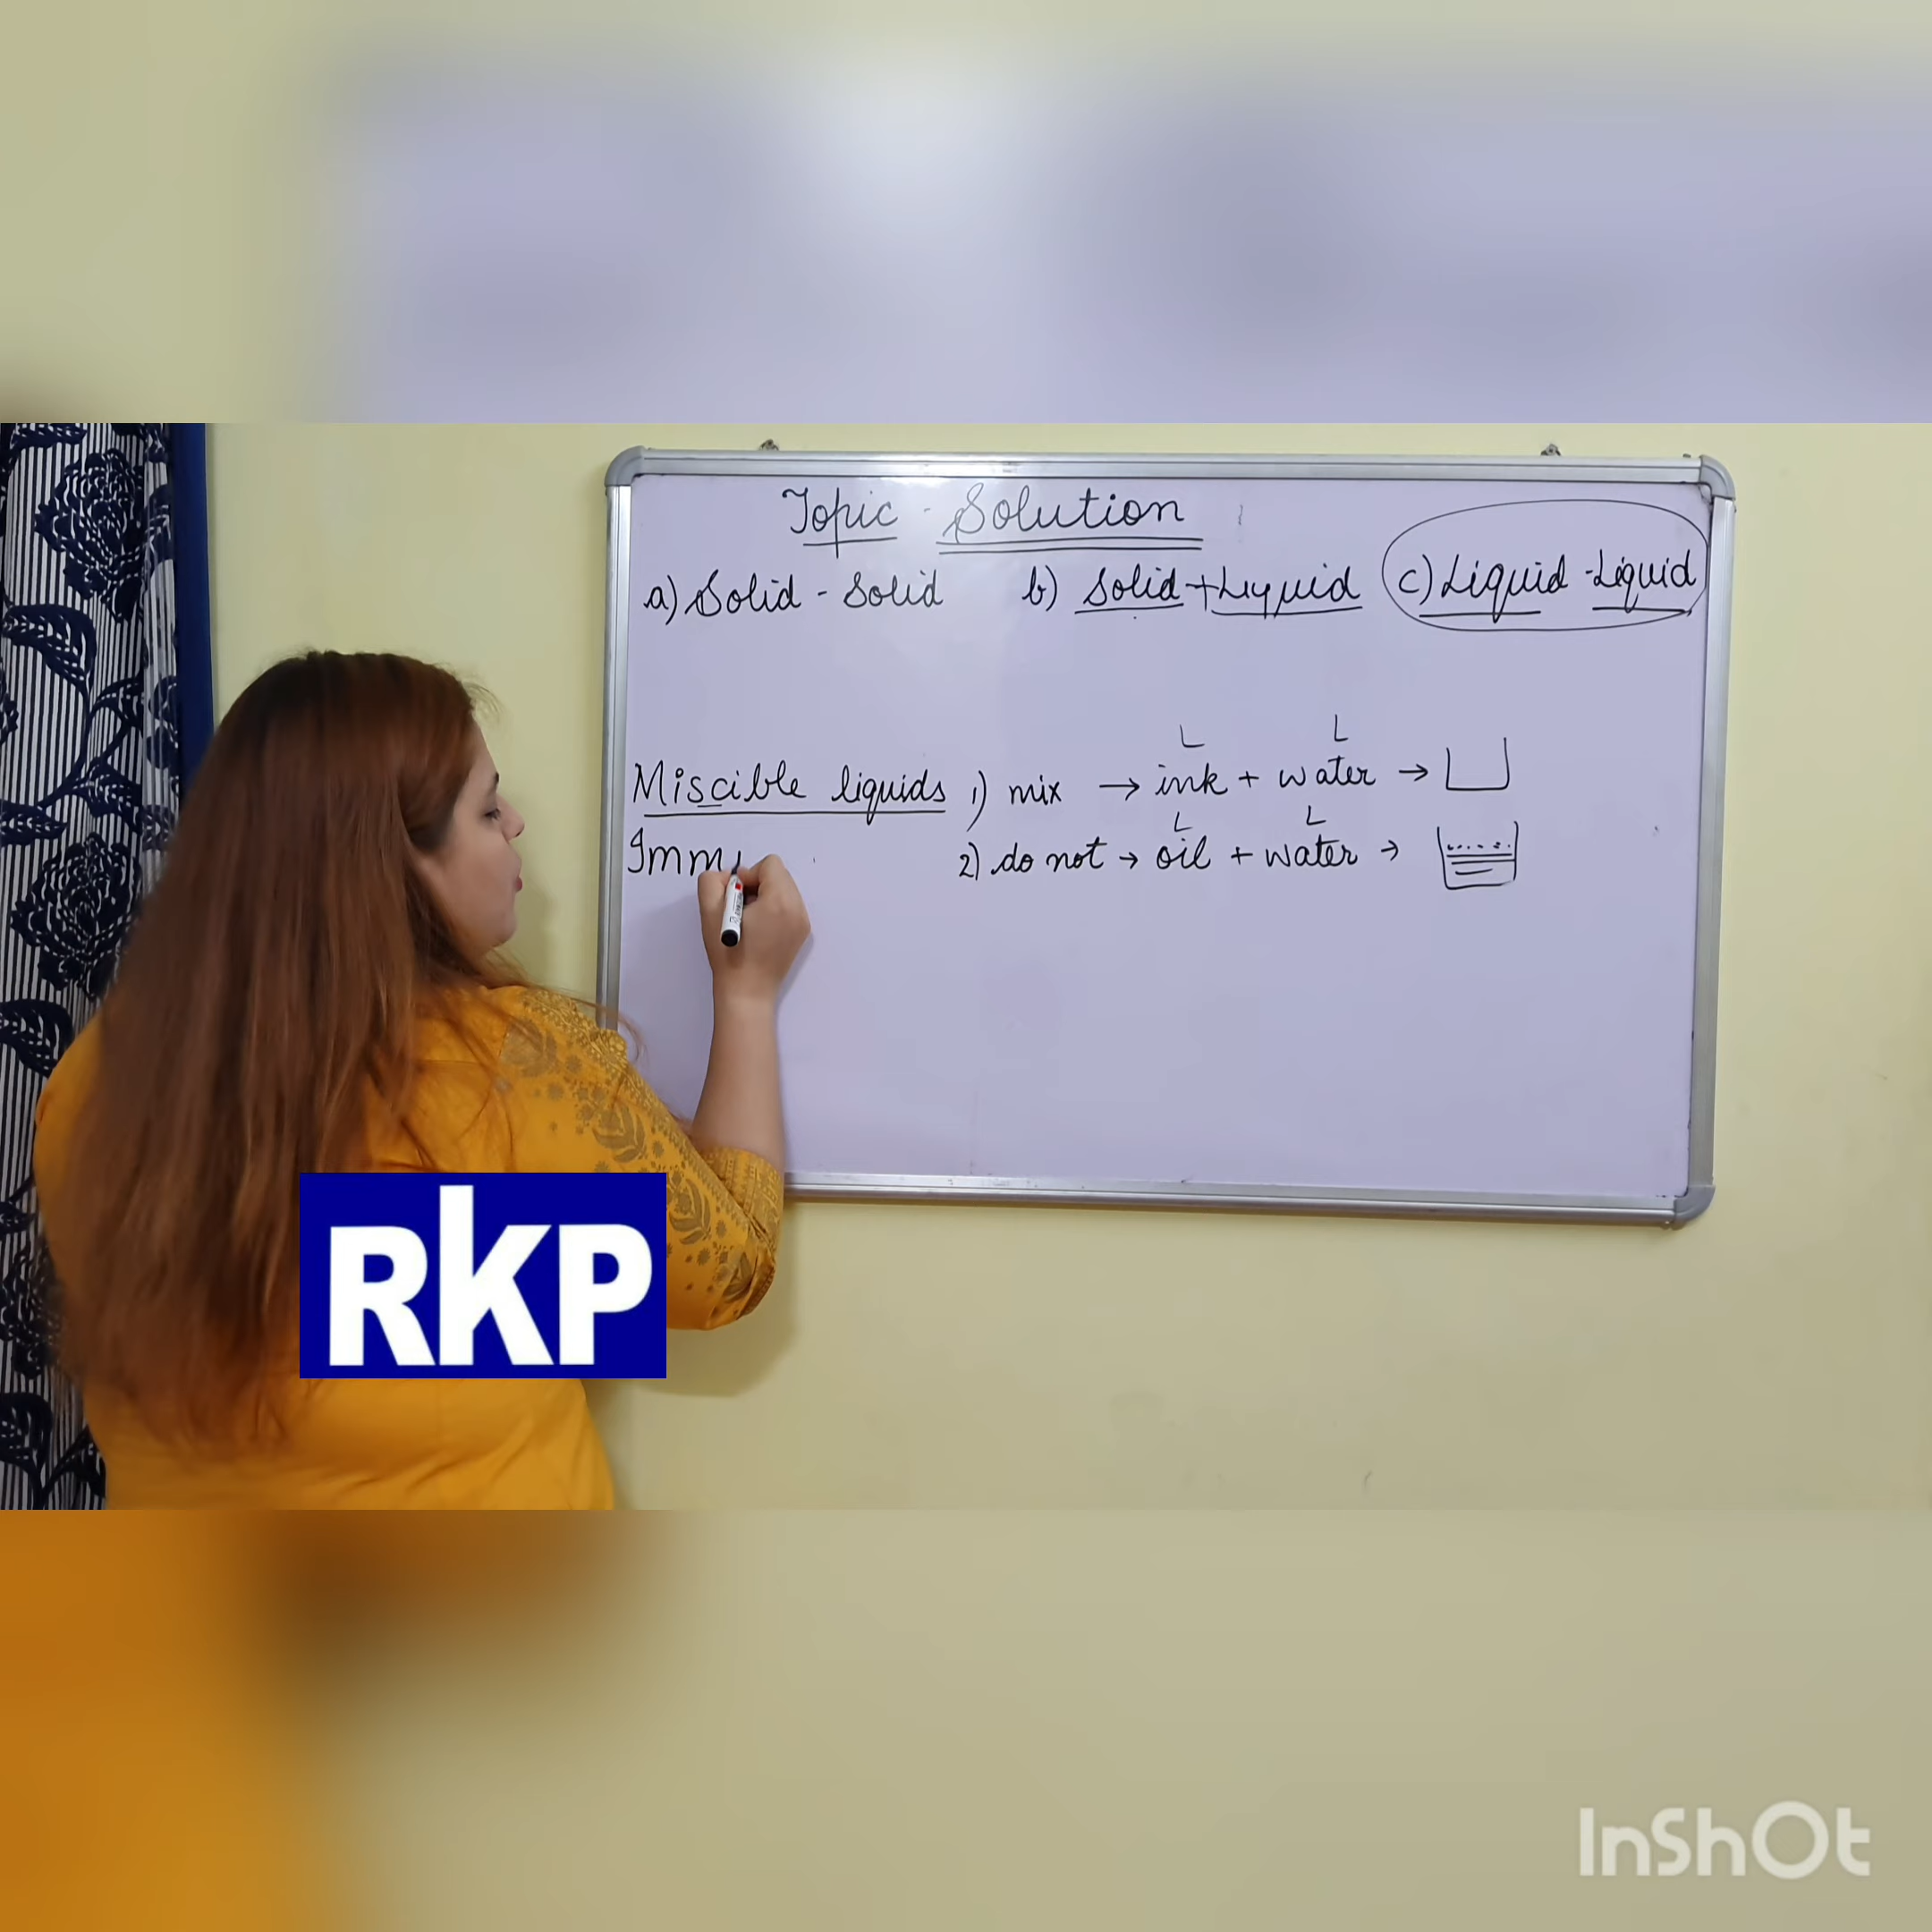 Topic - Solution
a) Solid - Solid b) Solid + Liquid c) Liquid - Liquid
L L
Miscible liquids 1) mix → ink + water →
L L
Imm 2) do not → oil + water →
RKP
InShOt